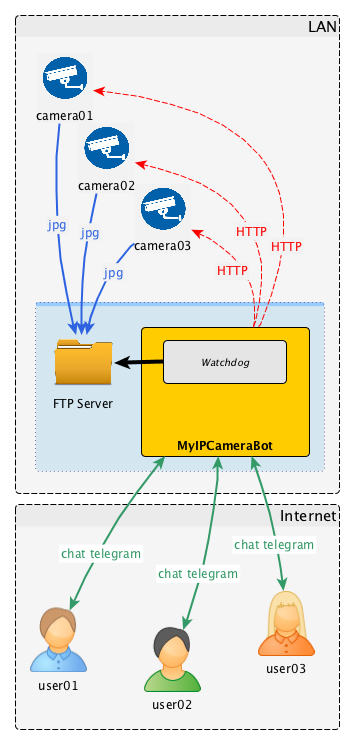 LAN
camera01
camera02
camera03
jpg
jpg
jpg
HTTP
HTTP
HTTP
Watchdog
FTP Server
MyIPCameraBot
Internet
chat telegram
chat telegram
chat telegram
user01
user02
user03